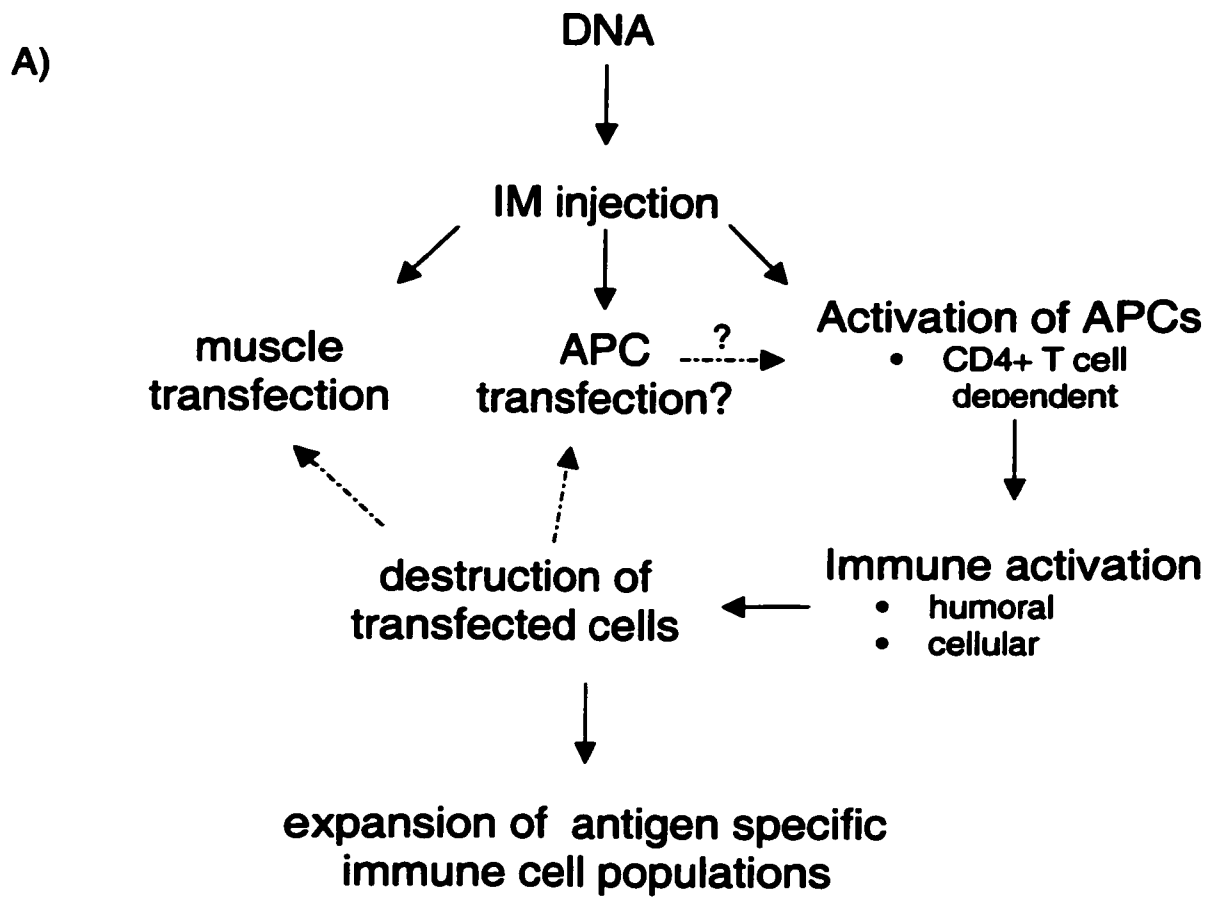 A)
DNA
IM injection
muscle
transfection
APC
transfection?
?
Activation of APCs
• CD4+ T cell
dependent
Immune activation
• humoral
• cellular
destruction of
transfected cells
expansion of antigen specific
immune cell populations